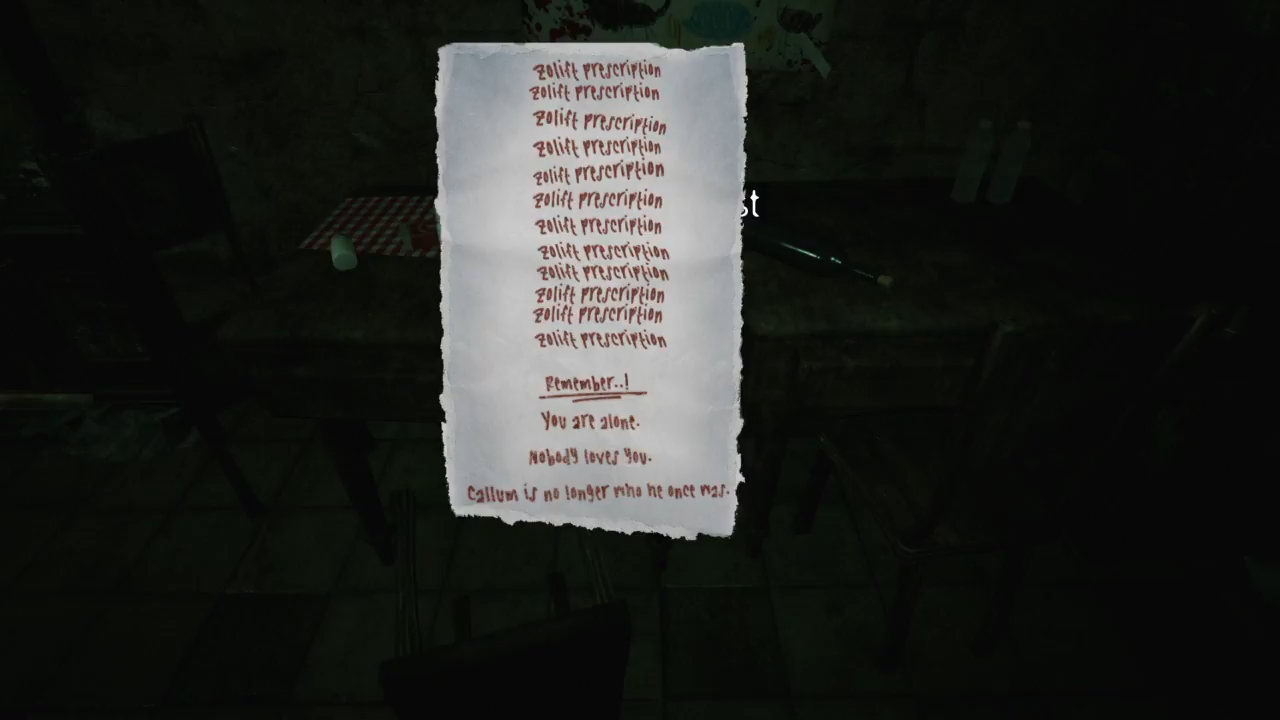 Zolift prescription
Zolift prescription
Zolift prescription
Zolift prescription
Zolift prescription
Zolift prescription
Zolift prescription
Zolift prescription
Zolift prescription
Zolift prescription
Zolift prescription
Zolift prescription
Remember..!
You are alone.
Nobody loves you.
Callum is no longer who he once was.